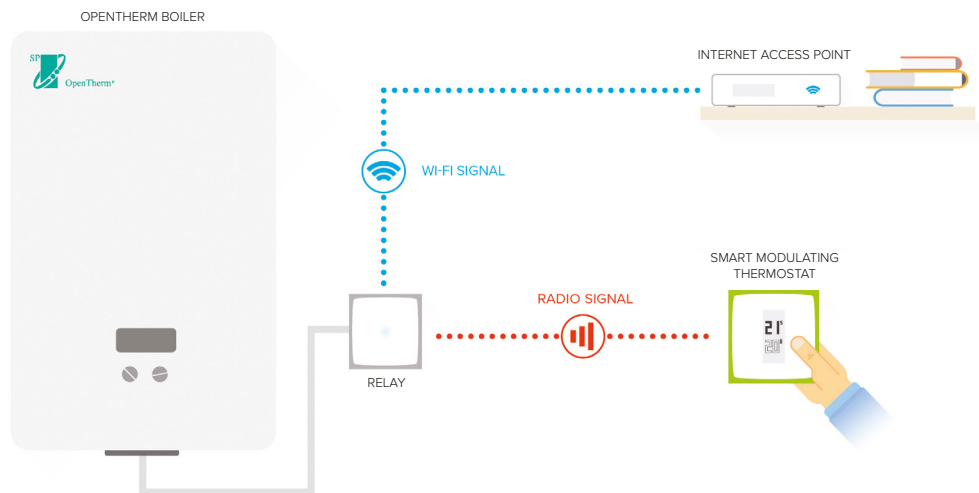 OPENTHERM BOILER
SP
OpenTherm®
INTERNET ACCESS POINT
WI-FI SIGNAL
SMART MODULATING
THERMOSTAT
RADIO SIGNAL
21°
RELAY